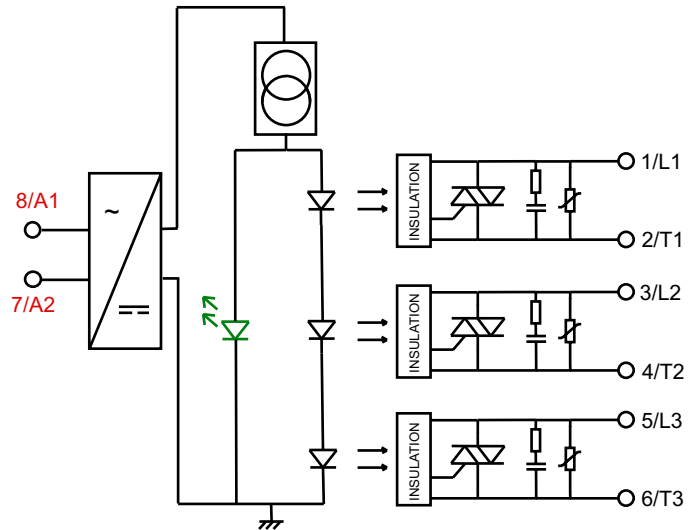 8/A1
7/A2
~
INSULATION
1/L1
2/T1
INSULATION
3/L2
4/T2
INSULATION
5/L3
6/T3